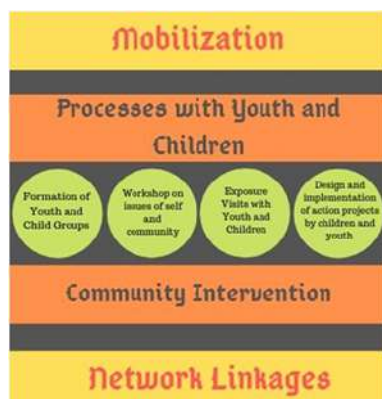 Mobilization
Processes with Youth and
Children
Formation of
Youth and
Child Groups
Workshop on
issues of self
and
community
Exposure
Visits with
Youth and
Children
Design and
implementation
of action projects
by children and
youth
Community Intervention
Network Linkages